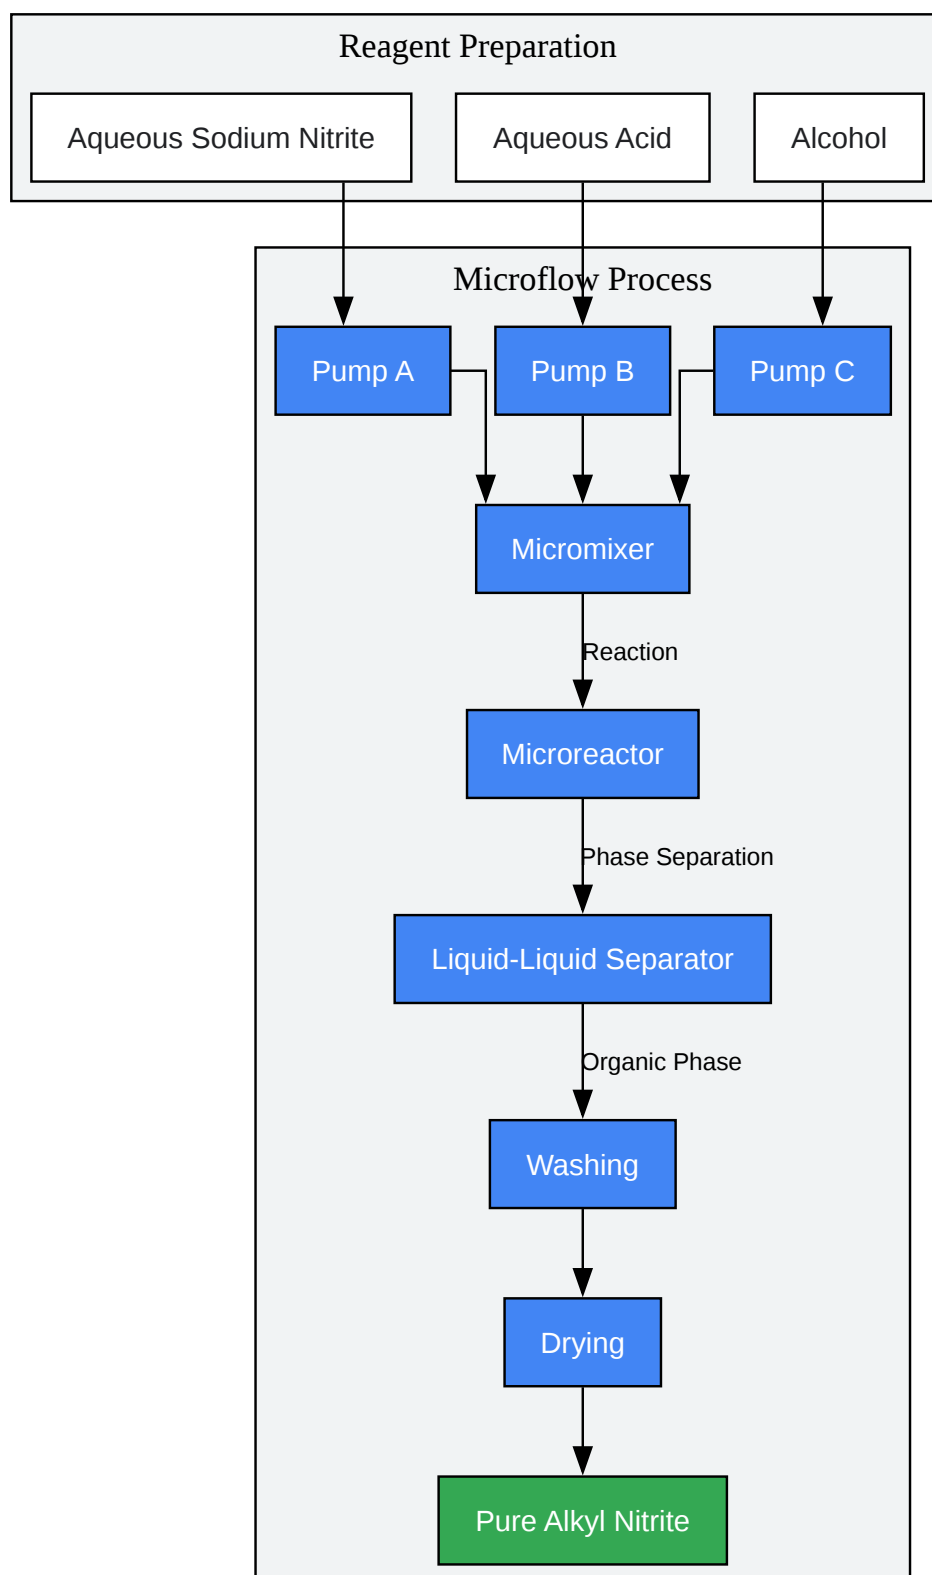 Reagent Preparation
Aqueous Sodium Nitrite
Aqueous Acid
Alcohol
Microflow Process
Pump A
Pump B
Pump C
Micromixer
Reaction
Microreactor
Phase Separation
Liquid-Liquid Separator
Organic Phase
Washing
Drying
Pure Alkyl Nitrite